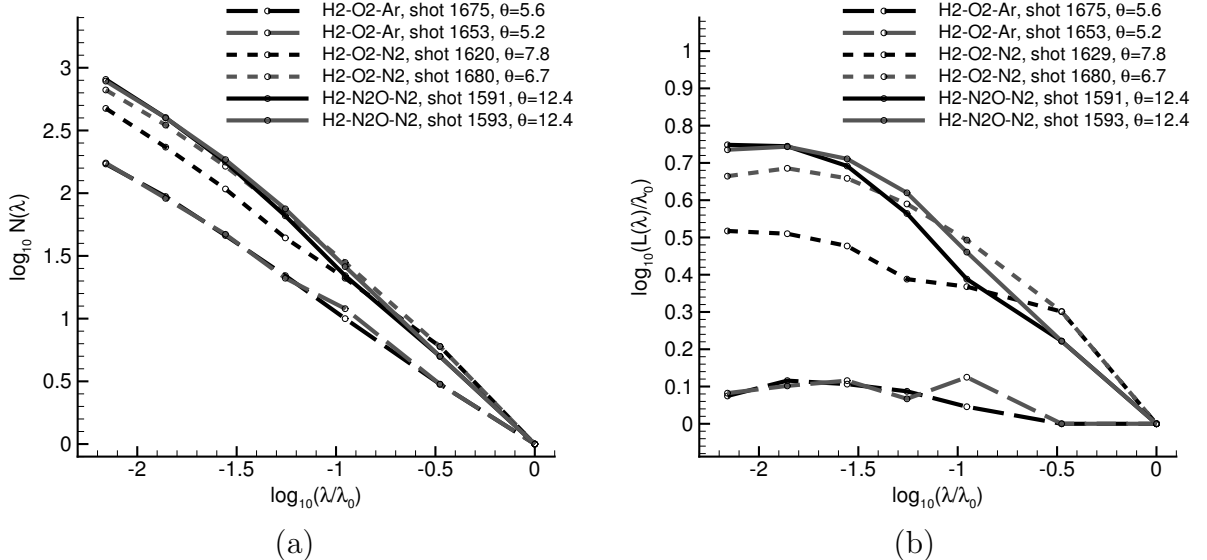 H2-O2-Ar, shot 1675, θ=5.6
H2-O2-Ar, shot 1653, θ=5.2
H2-O2-N2, shot 1620, θ=7.8
H2-O2-N2, shot 1680, θ=6.7
H2-N2O-N2, shot 1591, θ=12.4
H2-N2O-N2, shot 1593, θ=12.4
log10 N(λ)
3
2.5
2
1.5
1
0.5
0
-2
-1.5
-1
-0.5
0
log10(λ/λ0)
(a)
H2-O2-Ar, shot 1675, θ=5.6
H2-O2-Ar, shot 1653, θ=5.2
H2-O2-N2, shot 1629, θ=7.8
H2-O2-N2, shot 1680, θ=6.7
H2-N2O-N2, shot 1591, θ=12.4
H2-N2O-N2, shot 1593, θ=12.4
log10(L(λ)/λ0)
1
0.9
0.8
0.7
0.6
0.5
0.4
0.3
0.2
0.1
0
-2
-1.5
-1
-0.5
0
log10(λ/λ0)
(b)